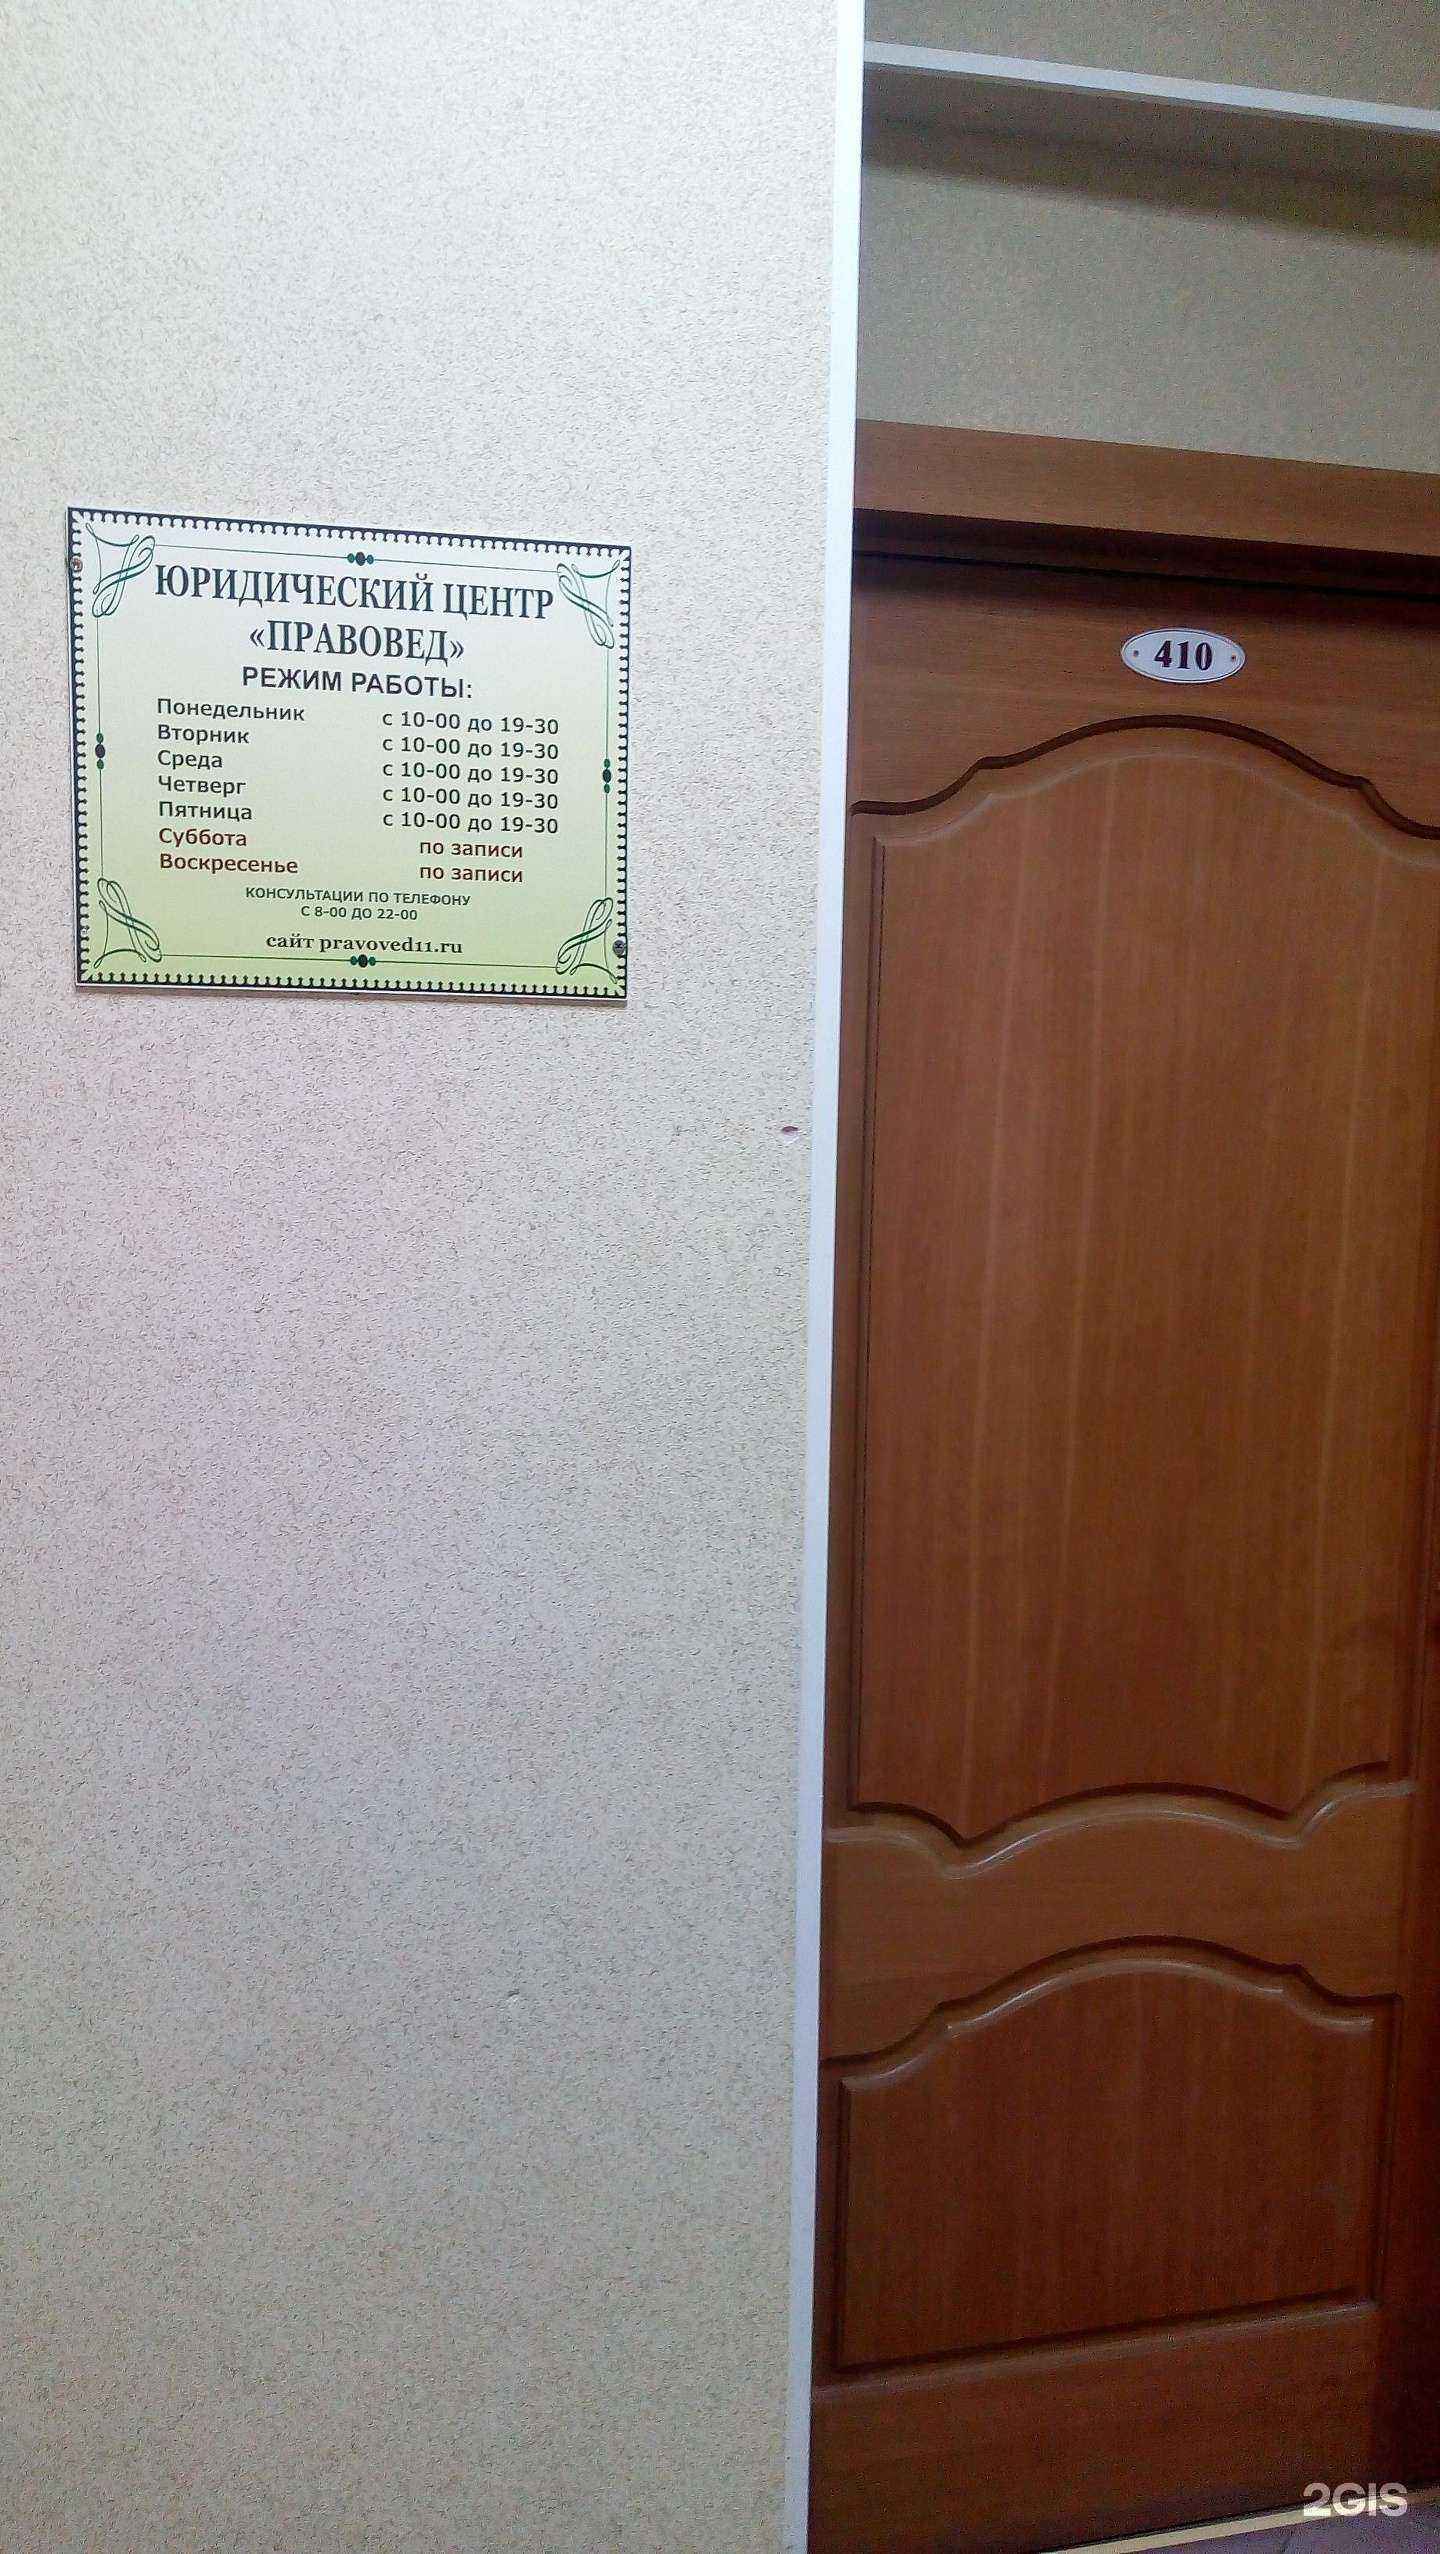 ЮРИДИЧЕСКИЙ ЦЕНТР
«ПРАВОВЕД»
РЕЖИМ РАБОТЫ:
Понедельник с 10-00 до 19-30
Вторник с 10-00 до 19-30
Среда с 10-00 до 19-30
Четверг с 10-00 до 19-30
Пятница с 10-00 до 19-30
Суббота по записи
Воскресенье по записи
КОНСУЛЬТАЦИИ ПО ТЕЛЕФОНУ
С 8-00 ДО 22-00
сайт pravoved11.ru
410
2GIS